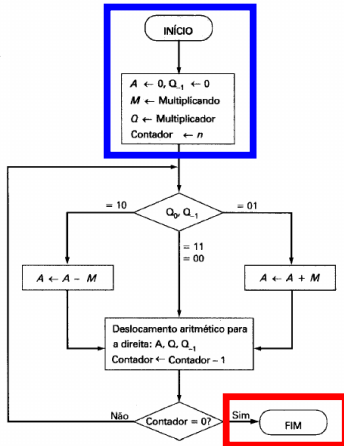 INÍCIO
A ← 0, Q₋₁ ← 0
M ← Multiplicando
Q ← Multiplicador
Contador ← n
= 10
Q₀, Q₋₁
= 01
= 11
= 00
A ← A – M
A ← A + M
Deslocamento aritmético para
a direita: A, Q, Q₋₁
Contador ← Contador – 1
Não
Contador = 0?
Sim
FIM